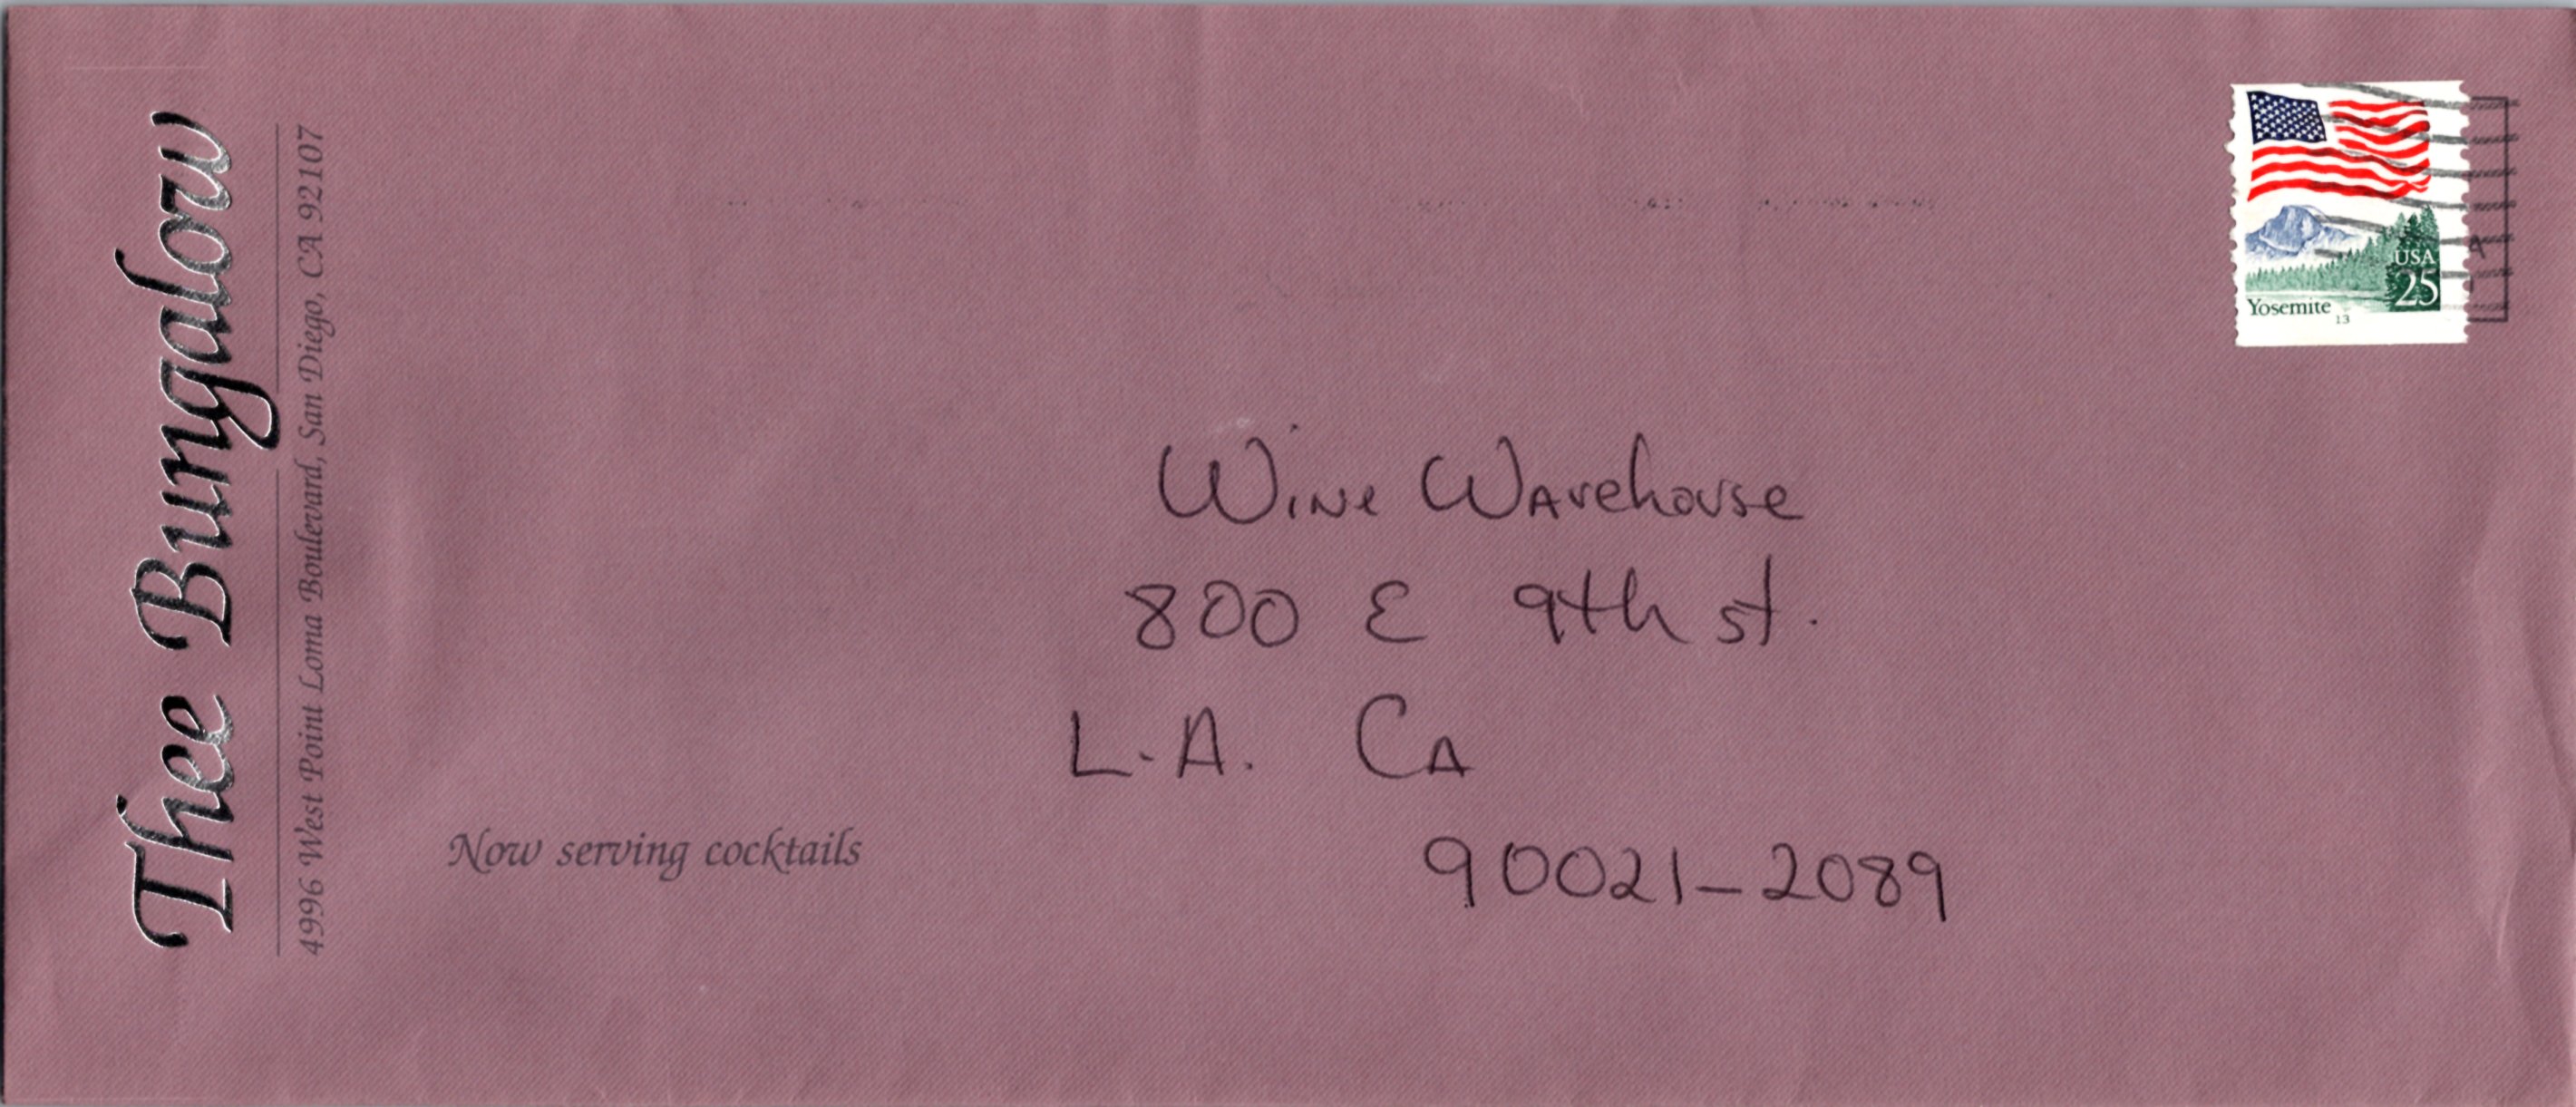 Thee Bungalow
4996 West Point Loma Boulevard, San Diego, CA 92107
Now serving cocktails
Wine Warehouse
800 E 9th st.
L.A. CA
90021-2089
USA
25
Yosemite
13
A